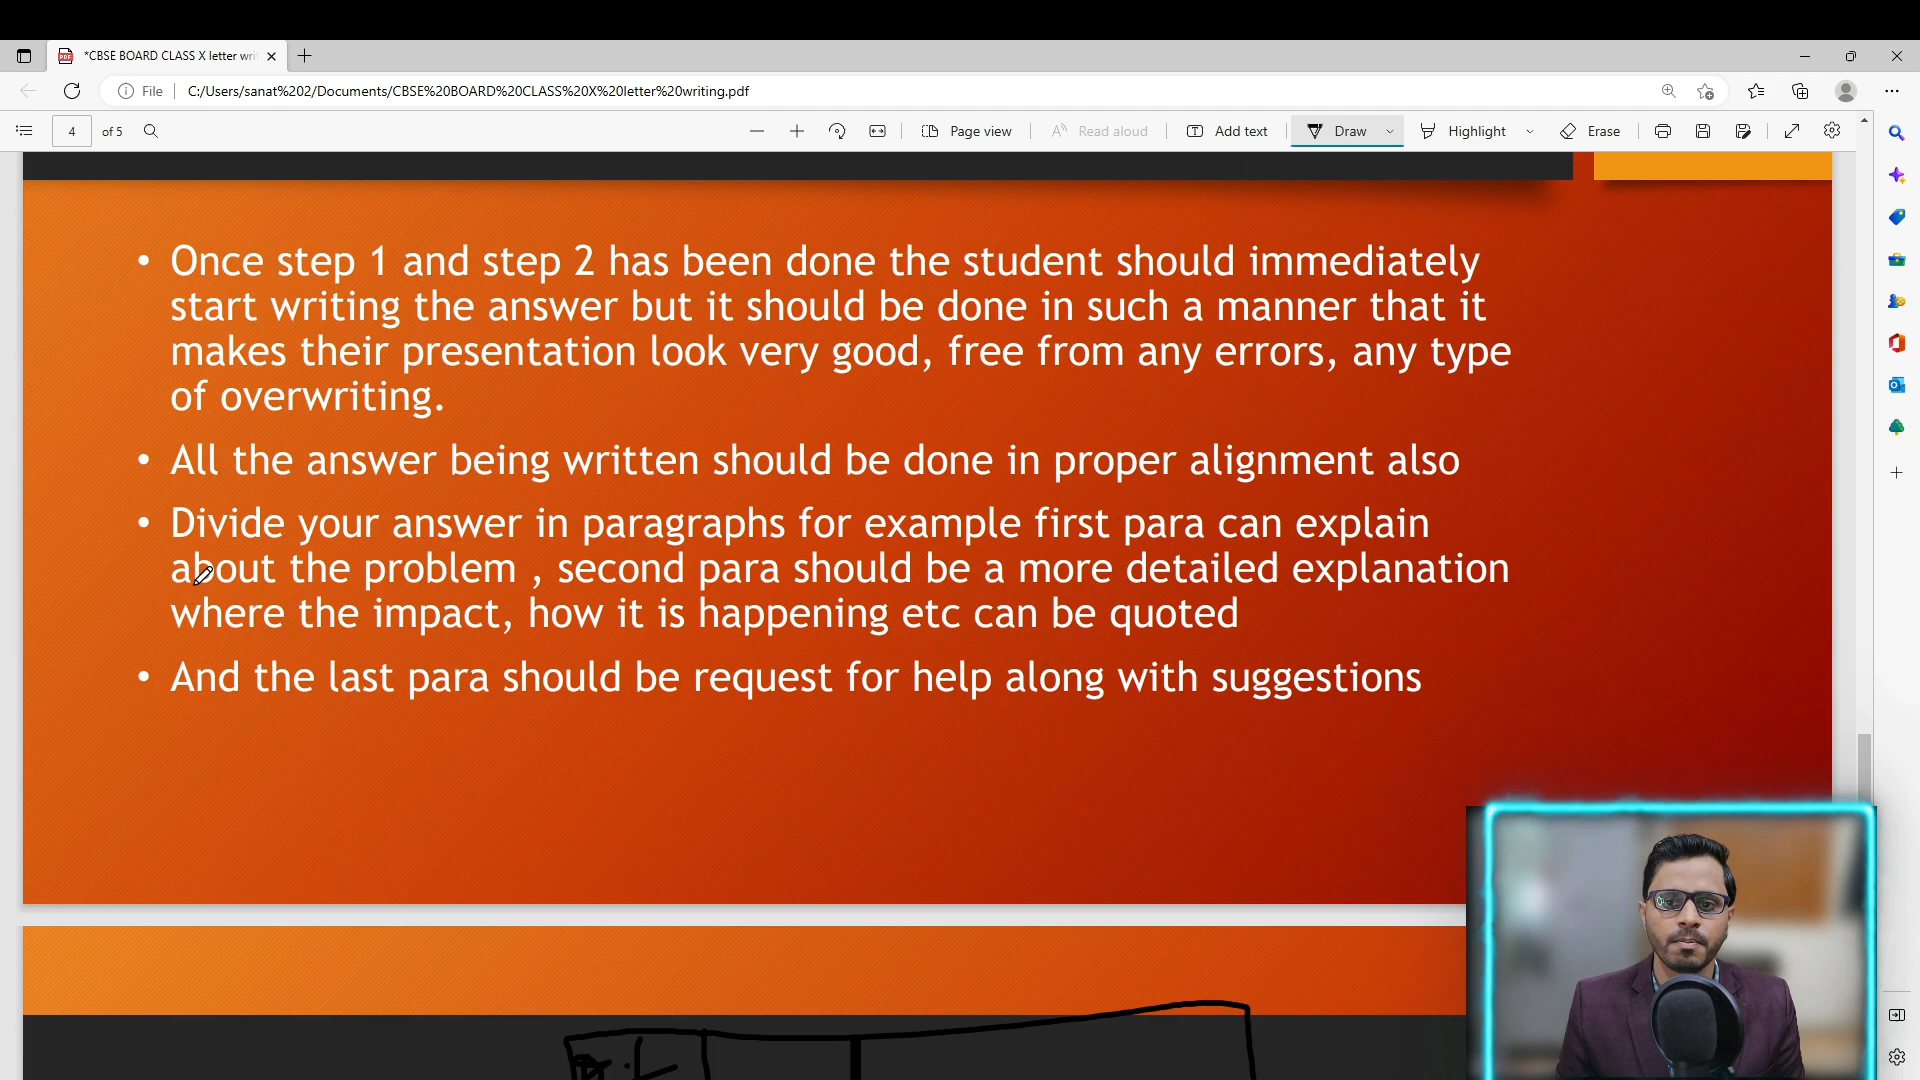 *CBSE BOARD CLASS X letter wri
File
C:/Users/sanat%202/Documents/CBSE%20BOARD%20CLASS%20X%20letter%20writing.pdf
4 of 5
Page view
Read aloud
Add text
Draw
Highlight
Erase
• Once step 1 and step 2 has been done the student should immediately
start writing the answer but it should be done in such a manner that it
makes their presentation look very good, free from any errors, any type
of overwriting.
• All the answer being written should be done in proper alignment also
• Divide your answer in paragraphs for example first para can explain
about the problem , second para should be a more detailed explanation
where the impact, how it is happening etc can be quoted
• And the last para should be request for help along with suggestions